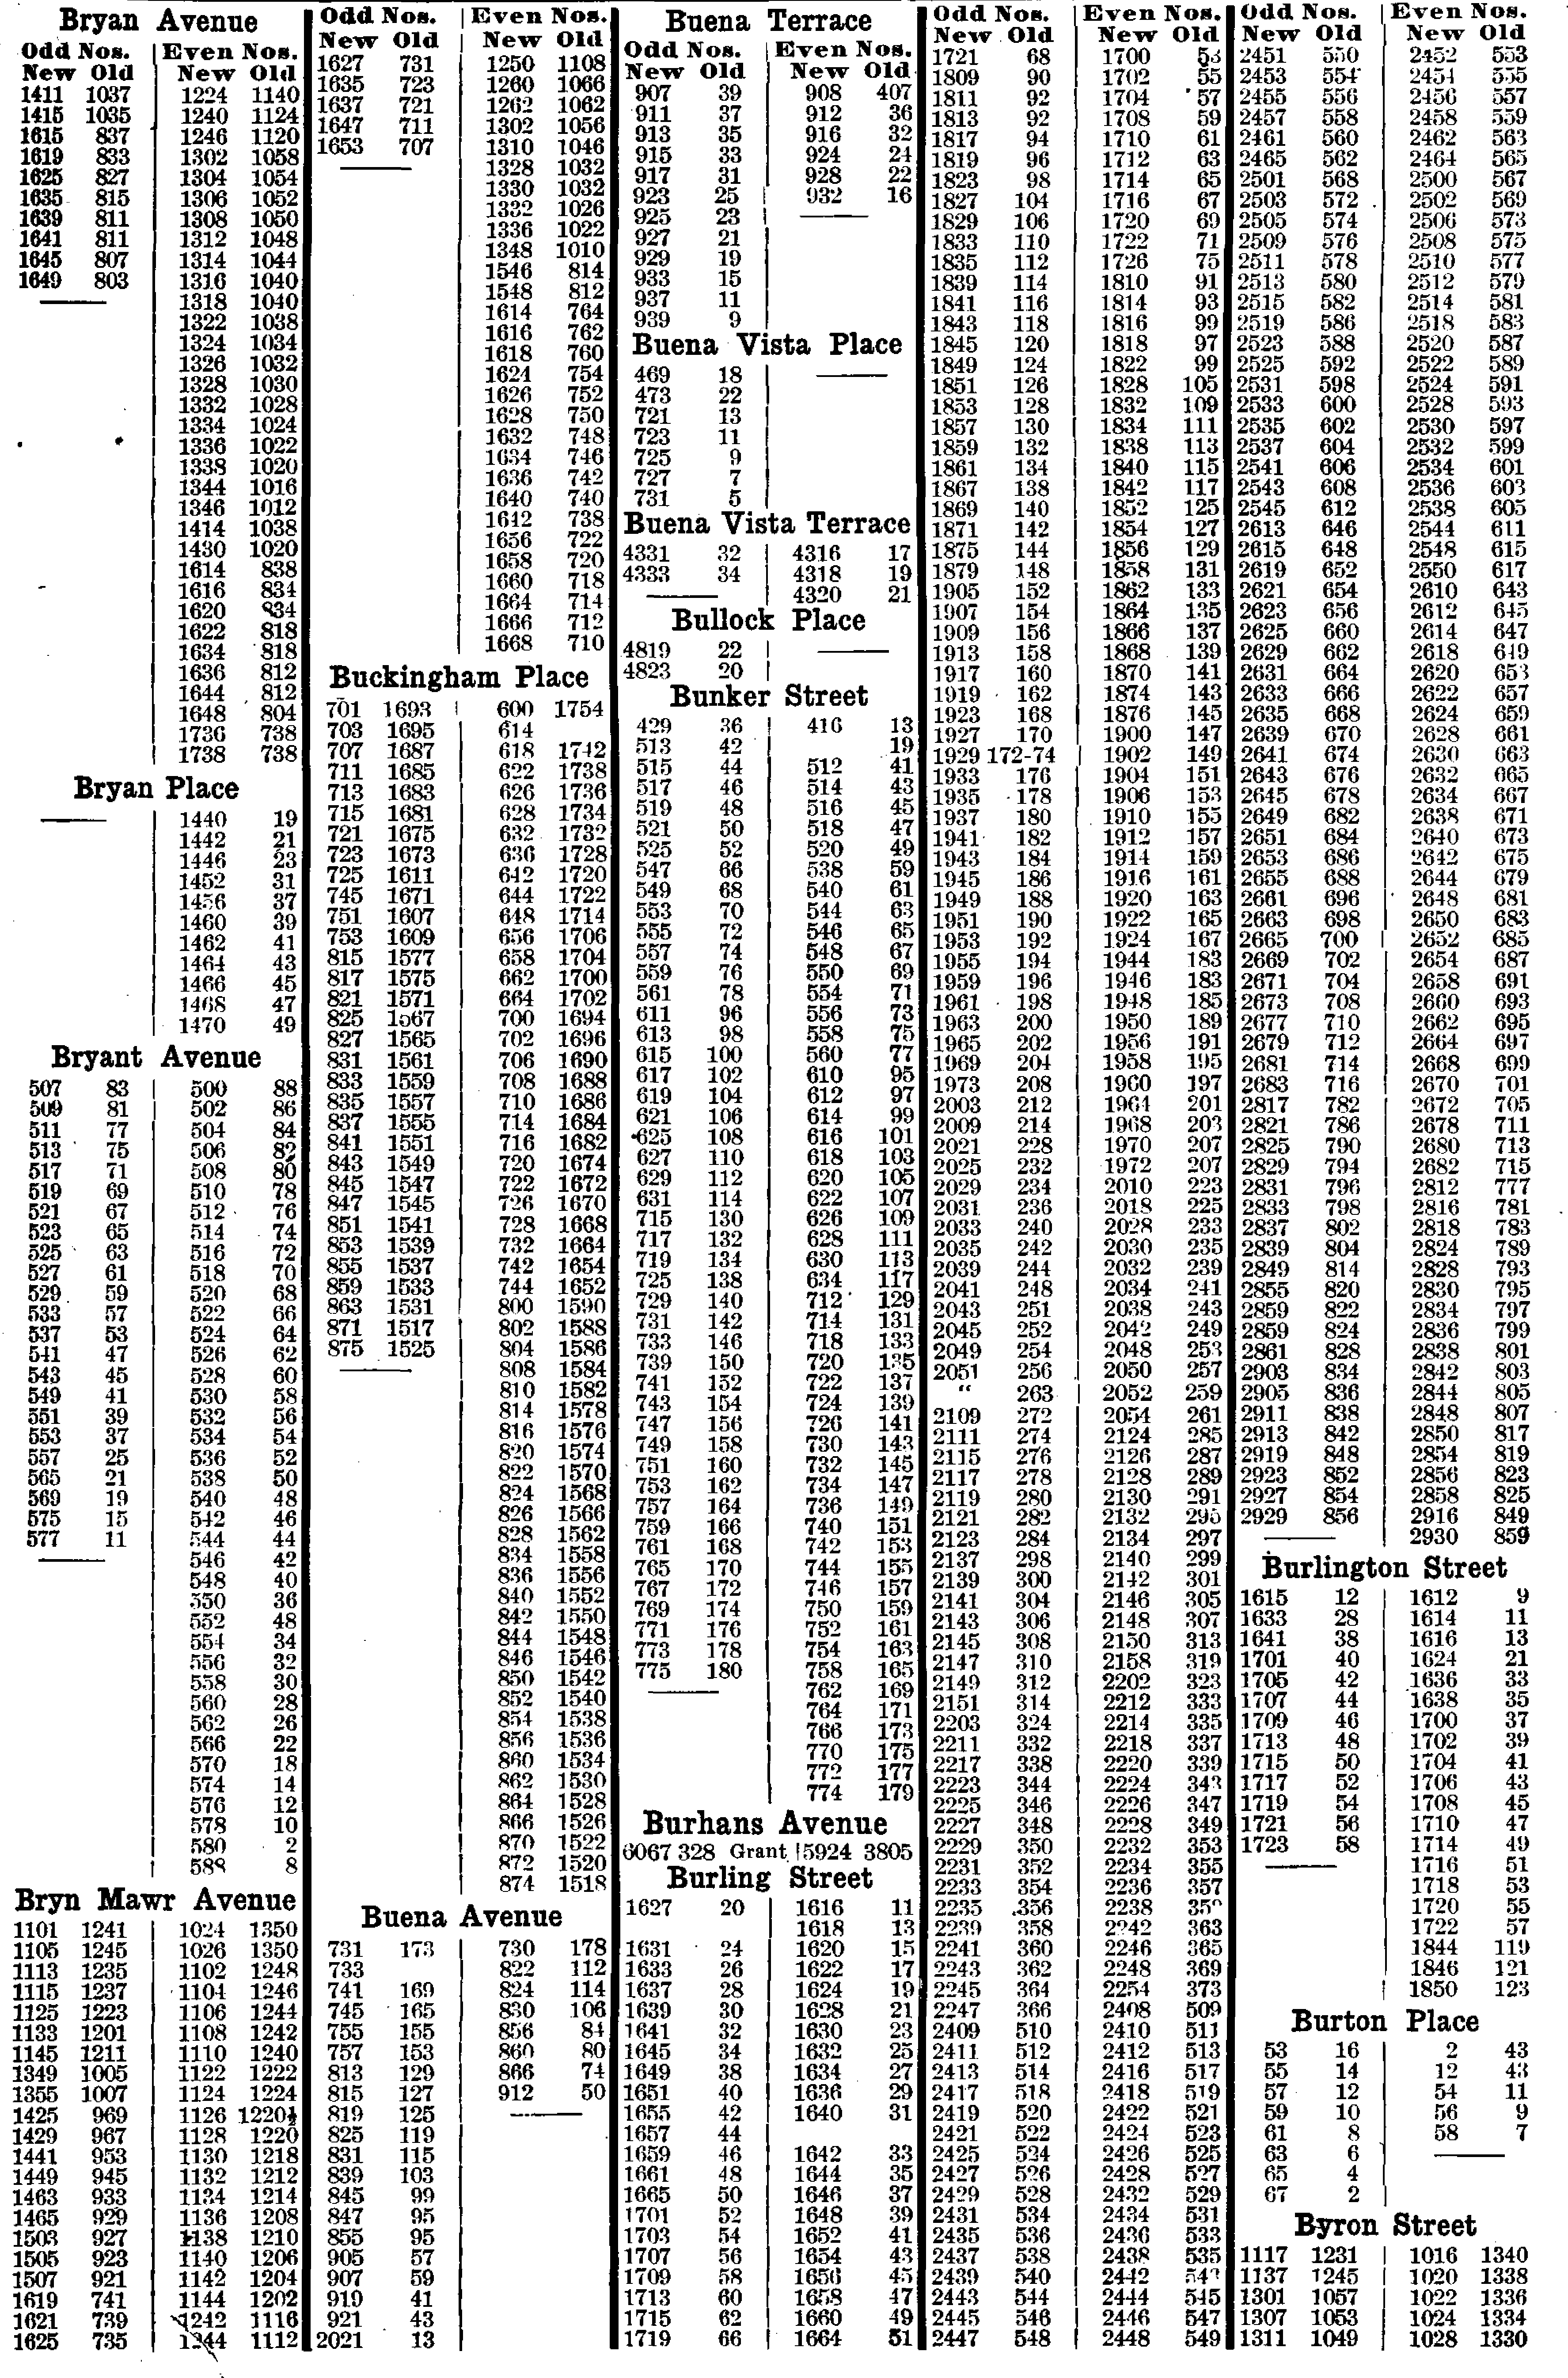 Bryan Avenue
Odd Nos. Even Nos.
New Old New Old
1411 1037 1224 1140
1415 1035 1240 1124
1615 837 1246 1120
1619 833 1302 1058
1625 827 1304 1054
1635 815 1306 1052
1639 811 1308 1050
1641 811 1312 1048
1645 807 1314 1044
1649 803 1316 1040
1318 1040
1322 1038
1324 1034
1326 1032
1328 1030
1332 1028
1334 1024
1336 1022
1338 1020
1344 1016
1346 1012
1414 1038
1430 1020
1614 838
1616 834
1620 834
1622 818
1634 818
1636 812
1644 812
1648 804
1736 738
1738 738
Bryan Place
1440 19
1442 21
1446 23
1452 31
1456 37
1460 39
1462 41
1464 43
1466 45
1468 47
1470 49
Bryant Avenue
507 83 500 88
509 81 502 86
511 77 504 84
513 75 506 82
517 71 508 80
519 69 510 78
521 67 512 76
523 65 514 74
525 63 516 72
527 61 518 70
529 59 520 68
533 57 522 66
537 53 524 64
541 47 526 62
543 45 528 60
549 41 530 58
551 39 532 56
553 37 534 54
557 25 536 52
565 21 538 50
569 19 540 48
575 15 542 46
577 11 544 44
546 42
548 40
550 36
552 48
554 34
556 32
558 30
560 28
562 26
566 22
570 18
574 14
576 12
578 10
580 2
588 8
Bryn Mawr Avenue
1101 1241 1024 1350
1105 1245 1026 1350
1113 1235 1102 1248
1115 1237 1104 1246
1125 1223 1106 1244
1133 1201 1108 1242
1145 1211 1110 1240
1349 1005 1122 1222
1355 1007 1124 1224
1425 969 1126 1220½
1429 967 1128 1220
1441 953 1130 1218
1449 945 1132 1212
1463 933 1134 1214
1465 929 1136 1208
1503 927 1138 1210
1505 923 1140 1206
1507 921 1142 1204
1619 741 1144 1202
1621 739 1242 1116
1625 735 1244 1112
Odd Nos. Even Nos.
New Old New Old
1627 731 1250 1108
1635 723 1260 1066
1637 721 1262 1062
1647 711 1302 1056
1653 707 1310 1046
1328 1032
1330 1032
1332 1026
1336 1022
1348 1010
1546 814
1548 812
1614 764
1616 762
1618 760
1624 754
1626 752
1628 750
1632 748
1634 746
1636 742
1640 740
1642 738
1656 722
1658 720
1660 718
1664 714
1666 712
1668 710
Buckingham Place
701 1693 600 1754
703 1695 614
707 1687 618 1742
711 1685 622 1738
713 1683 626 1736
715 1681 628 1734
721 1675 632 1732
723 1673 636 1728
725 1611 642 1720
745 1671 644 1722
751 1607 648 1714
753 1609 656 1706
815 1577 658 1704
817 1575 662 1700
821 1571 664 1702
825 1567 700 1694
827 1565 702 1696
831 1561 706 1690
833 1559 708 1688
835 1557 710 1686
837 1555 714 1684
841 1551 716 1682
843 1549 720 1674
845 1547 722 1672
847 1545 726 1670
851 1541 728 1668
853 1539 732 1664
855 1537 742 1654
859 1533 744 1652
863 1531 800 1590
871 1517 802 1588
875 1525 804 1586
808 1584
810 1582
814 1578
816 1576
820 1574
822 1570
824 1568
826 1566
828 1562
834 1558
836 1556
840 1552
842 1550
844 1548
846 1546
850 1542
852 1540
854 1538
856 1536
860 1534
862 1530
864 1528
866 1526
870 1522
872 1520
874 1518
Buena Avenue
731 173 730 178
733 822 112
741 169 824 114
745 165 830 106
755 155 856 84
757 153 860 80
813 129 866 74
815 127 912 50
819 125
825 119
831 115
839 103
845 99
847 95
855 95
905 57
907 59
919 41
921 43
2021 13
Buena Terrace
Odd Nos. Even Nos.
New Old New Old
907 39 908 407
911 37 912 36
913 35 916 32
915 33 924 24
917 31 928 22
923 25 932 16
925 23
927 21
929 19
933 15
937 11
939 9
Buena Vista Place
469 18
473 22
721 13
723 11
725 9
727 7
731 5
Buena Vista Terrace
4331 32 4316 17
4333 34 4318 19
4320 21
Bullock Place
4819 22
4823 20
Bunker Street
429 36 416 13
513 42 19
515 44 512 41
517 46 514 43
519 48 516 45
521 50 518 47
525 52 520 49
547 66 538 59
549 68 540 61
553 70 544 63
555 72 546 65
557 74 548 67
559 76 550 69
561 78 554 71
611 96 556 73
613 98 558 75
615 100 560 77
617 102 610 95
619 104 612 97
621 106 614 99
625 108 616 101
627 110 618 103
629 112 620 105
631 114 622 107
715 130 626 109
717 132 628 111
719 134 630 113
725 138 634 117
729 140 712 129
731 142 714 131
733 146 718 133
739 150 720 135
741 152 722 137
743 154 724 139
747 156 726 141
749 158 730 143
751 160 732 145
753 162 734 147
757 164 736 149
759 166 740 151
761 168 742 153
765 170 744 155
767 172 746 157
769 174 750 159
771 176 752 161
773 178 754 163
775 180 758 165
762 169
764 171
766 173
770 175
772 177
774 179
Burhans Avenue
6067 328 Grant 5924 3805
Burling Street
1627 20 1616 11
1618 13
1631 24 1620 15
1633 26 1622 17
1637 28 1624 19
1639 30 1628 21
1641 32 1630 23
1645 34 1632 25
1649 38 1634 27
1651 40 1636 29
1655 42 1640 31
1657 44
1659 46 1642 33
1661 48 1644 35
1665 50 1646 37
1701 52 1648 39
1703 54 1652 41
1707 56 1654 43
1709 58 1656 45
1713 60 1658 47
1715 62 1660 49
1719 66 1664 51
Odd Nos. Even Nos.
New Old New Old
1721 68 1700 53
1809 90 1702 55
1811 92 1704 57
1813 92 1708 59
1817 94 1710 61
1819 96 1712 63
1823 98 1714 65
1827 104 1716 67
1829 106 1720 69
1833 110 1722 71
1835 112 1726 75
1839 114 1810 91
1841 116 1814 93
1843 118 1816 99
1845 120 1818 97
1849 124 1822 99
1851 126 1828 105
1853 128 1832 109
1857 130 1834 111
1859 132 1838 113
1861 134 1840 115
1867 138 1842 117
1869 140 1852 125
1871 142 1854 127
1875 144 1856 129
1879 148 1858 131
1905 152 1862 133
1907 154 1864 135
1909 156 1866 137
1913 158 1868 139
1917 160 1870 141
1919 162 1874 143
1923 168 1876 145
1927 170 1900 147
1929 172-74 1902 149
1933 176 1904 151
1935 178 1906 153
1937 180 1910 155
1941 182 1912 157
1943 184 1914 159
1945 186 1916 161
1949 188 1920 163
1951 190 1922 165
1953 192 1924 167
1955 194 1944 183
1959 196 1946 183
1961 198 1948 185
1963 200 1950 189
1965 202 1956 191
1969 204 1958 195
1973 208 1960 197
2003 212 1964 201
2009 214 1968 203
2021 228 1970 207
2025 232 1972 207
2029 234 2010 223
2031 236 2018 225
2033 240 2028 233
2035 242 2030 235
2039 244 2032 239
2041 248 2034 241
2043 251 2038 243
2045 252 2042 249
2049 254 2048 253
2051 256 2050 257
“ 263 2052 259
2109 272 2054 261
2111 274 2124 285
2115 276 2126 287
2117 278 2128 289
2119 280 2130 291
2121 282 2132 295
2123 284 2134 297
2137 298 2140 299
2139 300 2142 301
2141 304 2146 305
2143 306 2148 307
2145 308 2150 313
2147 310 2158 319
2149 312 2202 323
2151 314 2212 333
2203 324 2214 335
2211 332 2218 337
2217 338 2220 339
2223 344 2224 343
2225 346 2226 347
2227 348 2228 349
2229 350 2232 353
2231 352 2234 355
2233 354 2236 357
2235 356 2238
2239 358 2242 363
2241 360 2246 365
2243 362 2248 369
2245 364 2254 373
2247 366 2408 509
2409 510 2410 511
2411 512 2412 513
2413 514 2416 517
2417 518 2418 519
2419 520 2422 521
2421 522 2424 523
2425 524 2426 525
2427 526 2428 527
2429 528 2432 529
2431 534 2434 531
2435 536 2436 533
2437 538 2438 535
2439 540 2442
2443 544 2444 545
2445 546 2446 547
2447 548 2448 549
Odd Nos. Even Nos.
New Old New Old
2451 550 2452 553
2453 554 2454 555
2455 556 2456 557
2457 558 2458 559
2461 560 2462 563
2465 562 2464 565
2501 568 2500 567
2503 572 2502 569
2505 574 2506 573
2509 576 2508 575
2511 578 2510 577
2513 580 2512 579
2515 582 2514 581
2519 586 2518 583
2523 588 2520 587
2525 592 2522 589
2531 598 2524 591
2533 600 2528 593
2535 602 2530 597
2537 604 2532 599
2541 606 2534 601
2543 608 2536 603
2545 612 2538 605
2613 646 2544 611
2615 648 2548 615
2619 652 2550 617
2621 654 2610 643
2623 656 2612 645
2625 660 2614 647
2629 662 2618 649
2631 664 2620 653
2633 666 2622 657
2635 668 2624 659
2639 670 2628 661
2641 674 2630 663
2643 676 2632 665
2645 678 2634 667
2649 682 2638 671
2651 684 2640 673
2653 686 2642 675
2655 688 2644 679
2661 696 2648 681
2663 698 2650 683
2665 700 2652 685
2669 702 2654 687
2671 704 2658 691
2673 708 2660 693
2677 710 2662 695
2679 712 2664 697
2681 714 2668 699
2683 716 2670 701
2817 782 2672 705
2821 786 2678 711
2825 790 2680 713
2829 794 2682 715
2831 796 2812 777
2833 798 2816 781
2837 802 2818 783
2839 804 2824 789
2849 814 2828 793
2855 820 2830 795
2859 822 2834 797
2859 824 2836 799
2861 828 2838 801
2903 834 2842 803
2905 836 2844 805
2911 838 2848 807
2913 842 2850 817
2919 848 2854 819
2923 852 2856 823
2927 854 2858 825
2929 856 2916 849
2930 859
Burlington Street
1615 12 1612 9
1633 28 1614 11
1641 38 1616 13
1701 40 1624 21
1705 42 1636 33
1707 44 1638 35
1709 46 1700 37
1713 48 1702 39
1715 50 1704 41
1717 52 1706 43
1719 54 1708 45
1721 56 1710 47
1723 58 1714 49
1716 51
1718 53
1720 55
1722 57
1844 119
1846 121
1850 123
Burton Place
53 16 2 43
55 14 12 43
57 12 54 11
59 10 56 9
61 8 58 7
63 6
65 4
67 2
Byron Street
1117 1231 1016 1340
1137 1245 1020 1338
1301 1057 1022 1336
1307 1053 1024 1334
1311 1049 1028 1330